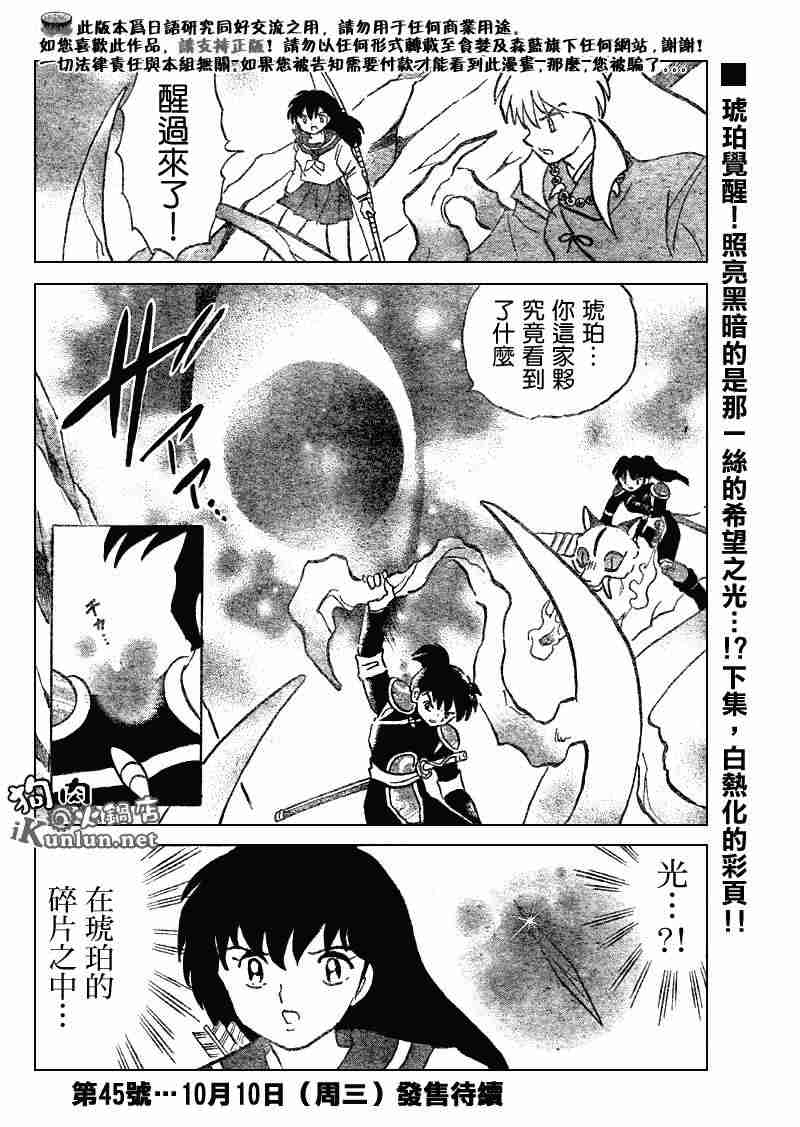 此版本爲日語研究同好交流之用，請勿用于任何商業用途。
如您喜歡此作品，請支持正版！請勿以任何形式轉載至貪婪及森藍旗下任何網站，謝謝！
一切法律責任與本組無關，如果您被告知需要付款才能看到此漫畫，那麼，您被騙了。。。
■琥珀覺醒！照亮黑暗的是那一絲的希望之光…!?下集，白熱化的彩頁!!
醒過來了！
琥珀…
你這家夥
究竟看到
了什麼
ザァ…
チカ…
狗肉火鍋店
iKunlun.net
光…?!
在琥珀的
碎片之中…
第45號…10月10日（周三）發售待續